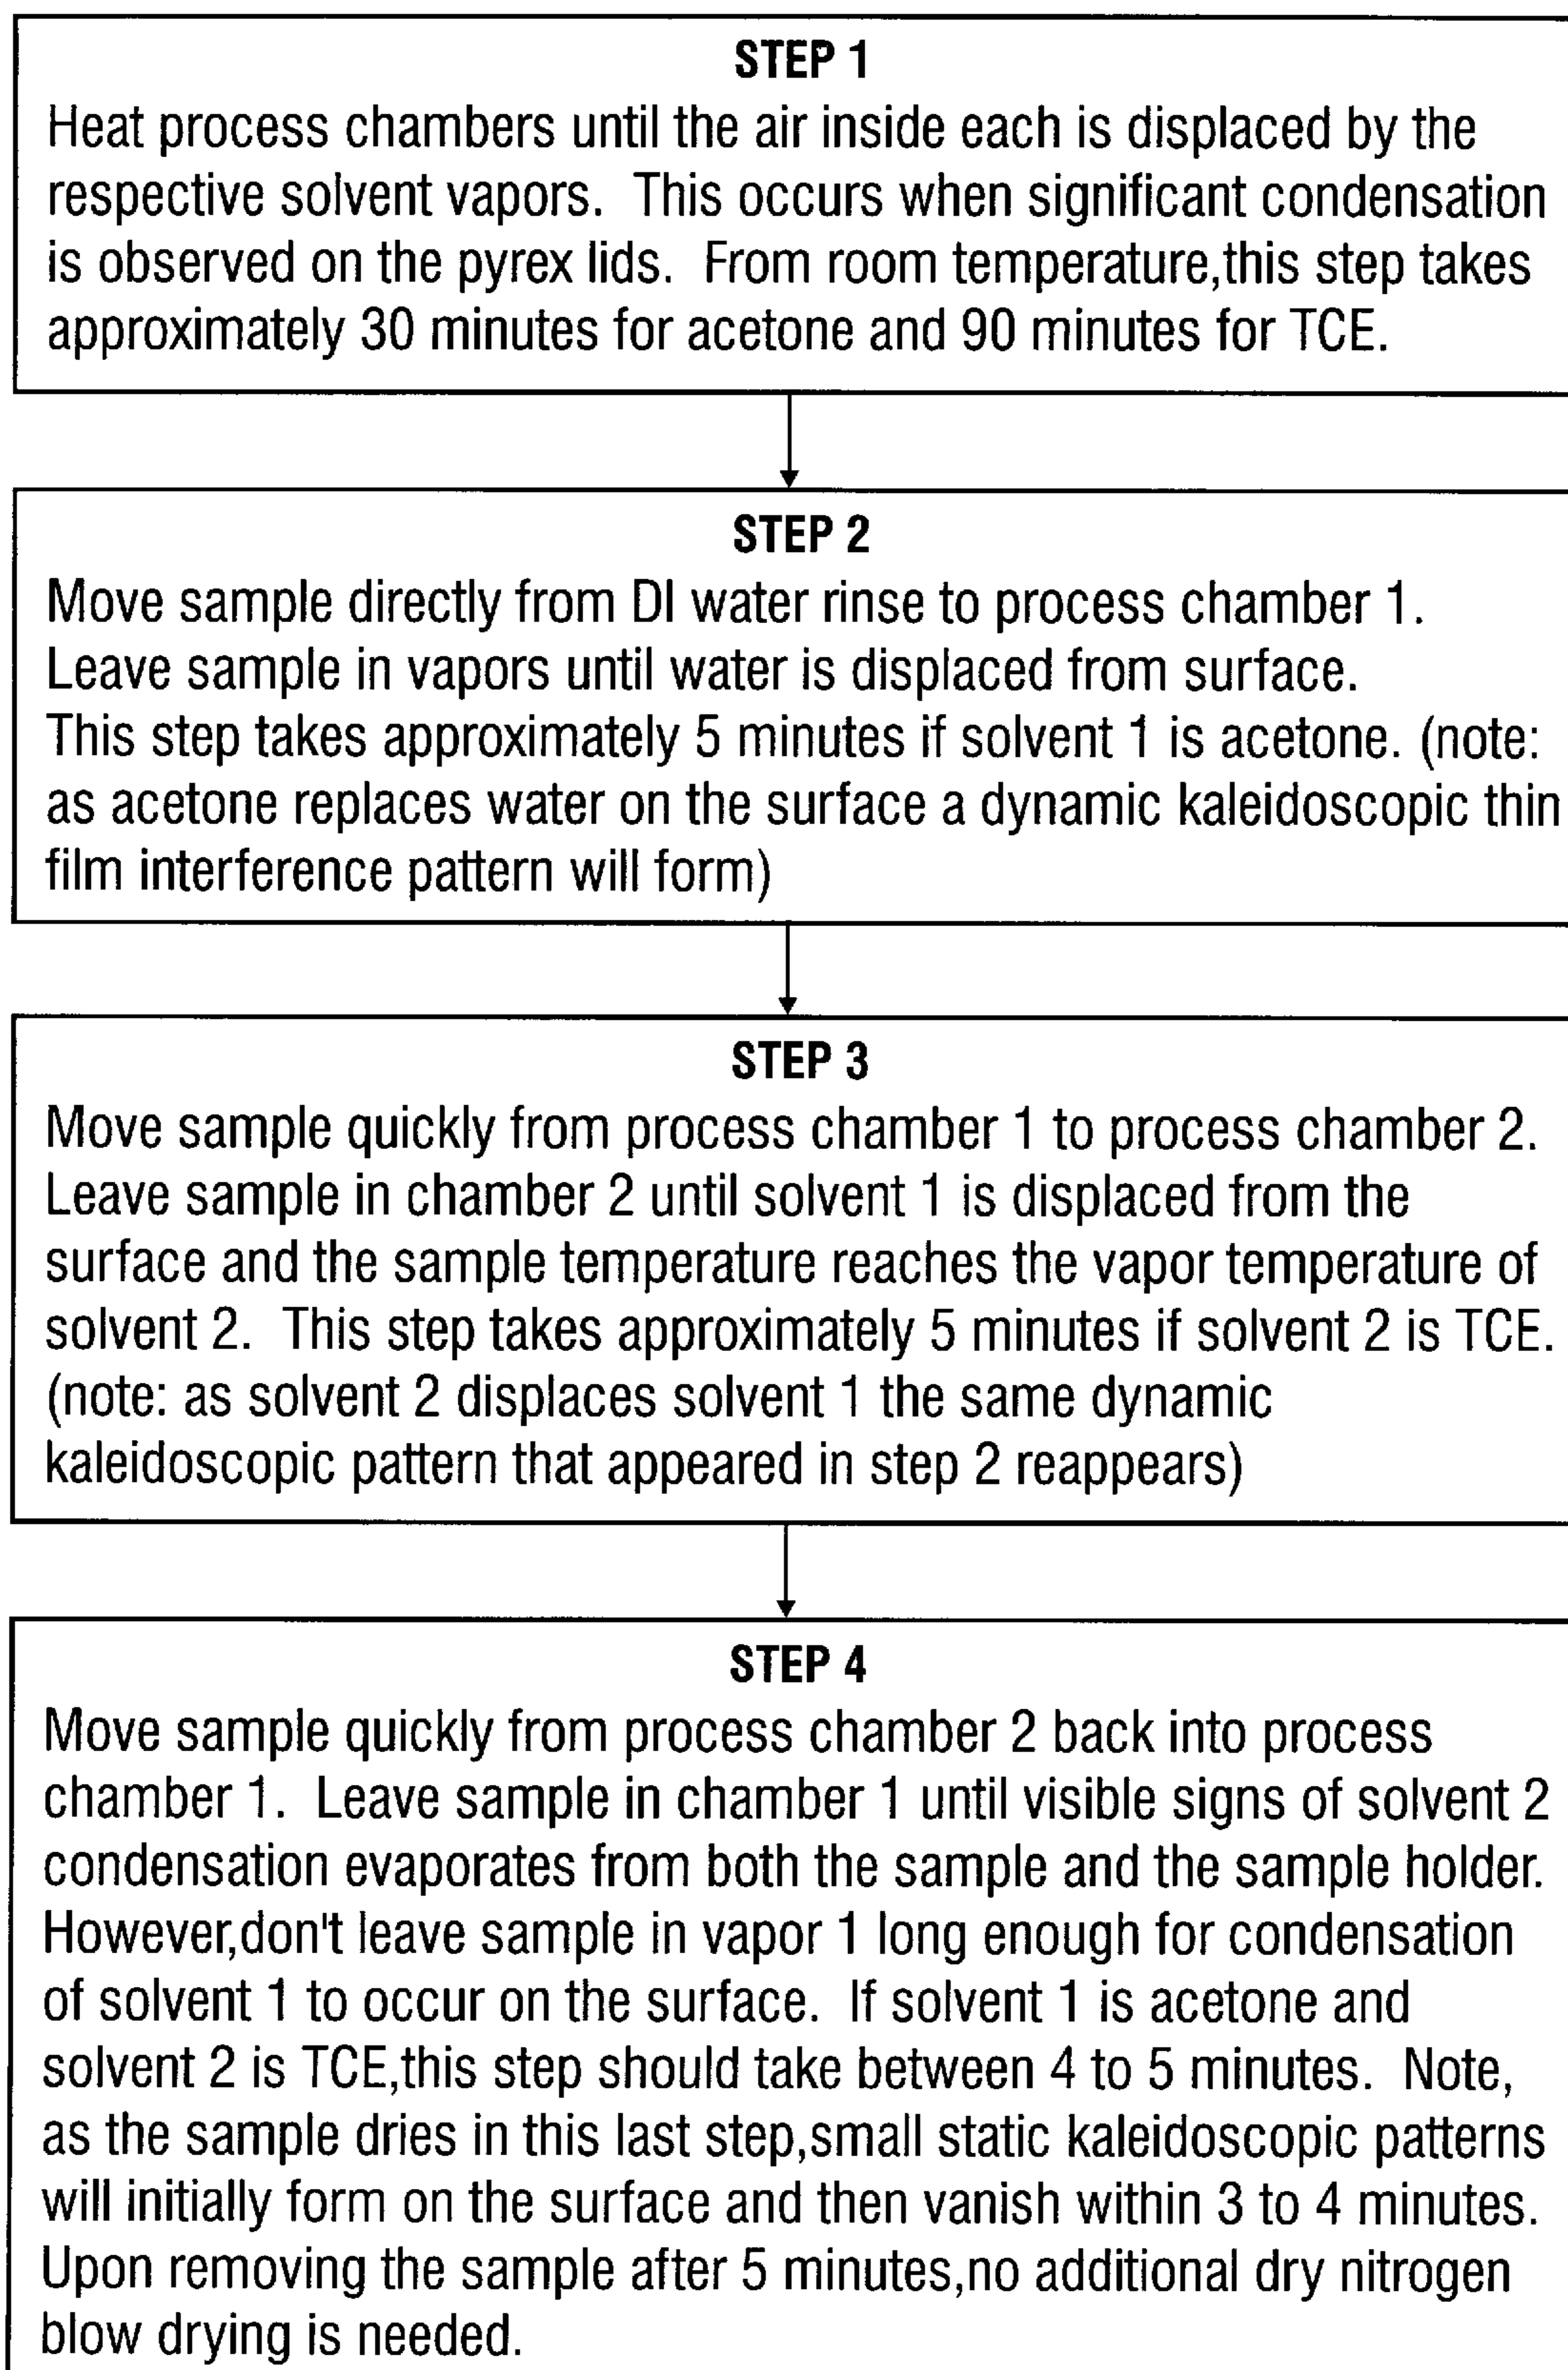 STEP 1
Heat process chambers until the air inside each is displaced by the
respective solvent vapors. This occurs when significant condensation
is observed on the pyrex lids. From room temperature,this step takes
approximately 30 minutes for acetone and 90 minutes for TCE.
STEP 2
Move sample directly from DI water rinse to process chamber 1.
Leave sample in vapors until water is displaced from surface.
This step takes approximately 5 minutes if solvent 1 is acetone. (note:
as acetone replaces water on the surface a dynamic kaleidoscopic thin
film interference pattern will form)
STEP 3
Move sample quickly from process chamber 1 to process chamber 2.
Leave sample in chamber 2 until solvent 1 is displaced from the
surface and the sample temperature reaches the vapor temperature of
solvent 2. This step takes approximately 5 minutes if solvent 2 is TCE.
(note: as solvent 2 displaces solvent 1 the same dynamic
kaleidoscopic pattern that appeared in step 2 reappears)
STEP 4
Move sample quickly from process chamber 2 back into process
chamber 1. Leave sample in chamber 1 until visible signs of solvent 2
condensation evaporates from both the sample and the sample holder.
However,don't leave sample in vapor 1 long enough for condensation
of solvent 1 to occur on the surface. If solvent 1 is acetone and
solvent 2 is TCE,this step should take between 4 to 5 minutes. Note,
as the sample dries in this last step,small static kaleidoscopic patterns
will initially form on the surface and then vanish within 3 to 4 minutes.
Upon removing the sample after 5 minutes,no additional dry nitrogen
blow drying is needed.